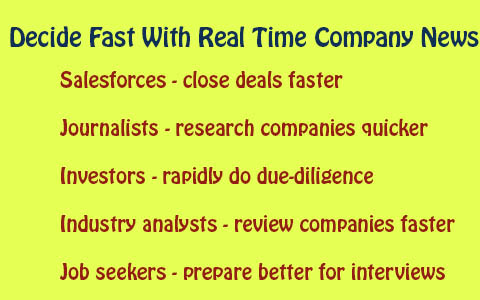 Decide Fast With Real Time Company News
Salesforces - close deals faster
Journalists - research companies quicker
Investors - rapidly do due-diligence
Industry analysts - review companies faster
Job seekers - prepare better for interviews